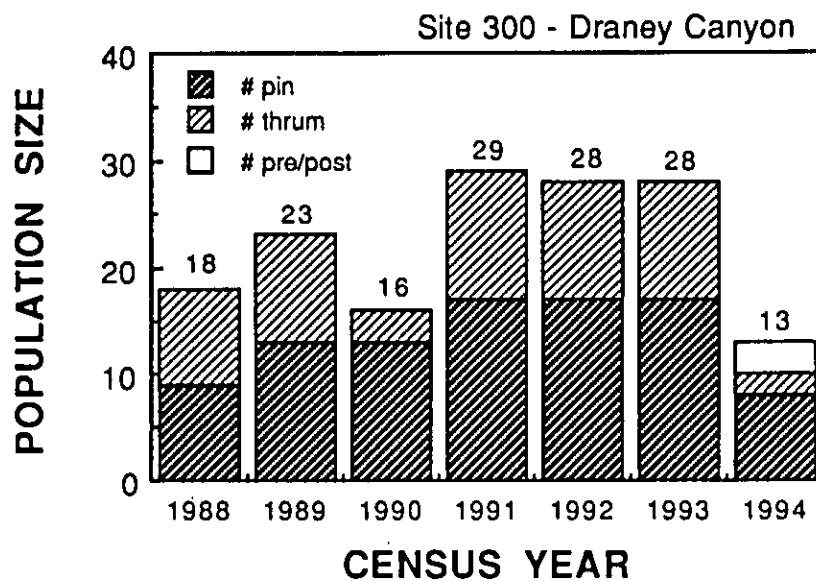 Site 300 - Draney Canyon
POPULATION SIZE
40
30
20
10
0
# pin
# thrum
# pre/post
18
23
16
29
28
28
13
1988 1989 1990 1991 1992 1993 1994
CENSUS YEAR